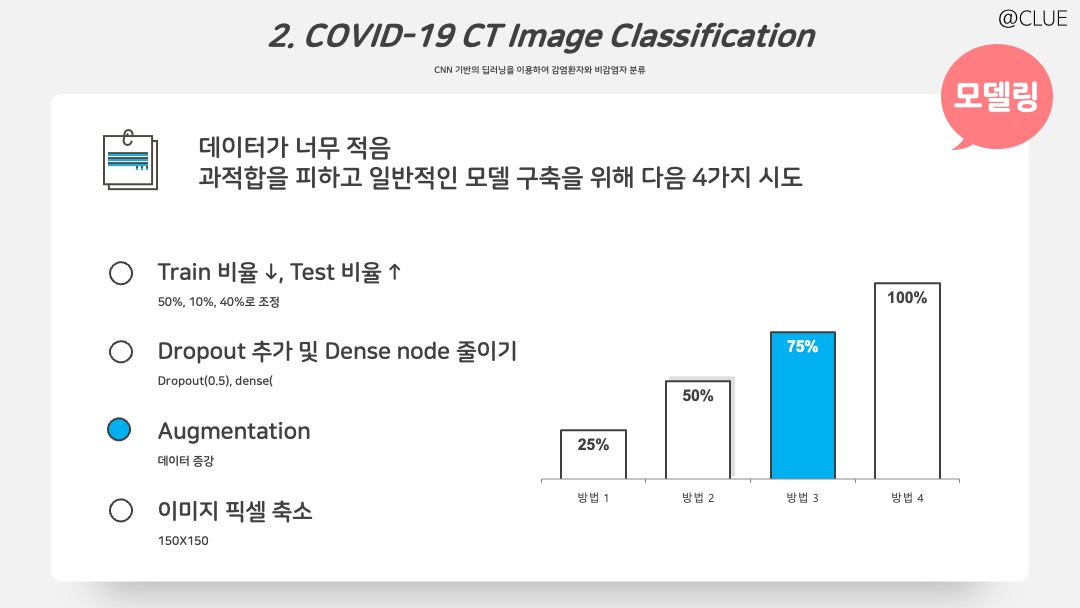 @CLUE
2. COVID-19 CT Image Classification
CNN 기반의 딥러닝을 이용하여 감염환자와 비감염자 분류
모델링
데이터가 너무 적음
과적합을 피하고 일반적인 모델 구축을 위해 다음 4가지 시도
Train 비율 ↓, Test 비율 ↑
50%, 10%, 40%로 조정
Dropout 추가 및 Dense node 줄이기
Dropout(0.5), dense(
Augmentation
데이터 증강
이미지 픽셀 축소
150X150
25%
50%
75%
100%
방법 1
방법 2
방법 3
방법 4